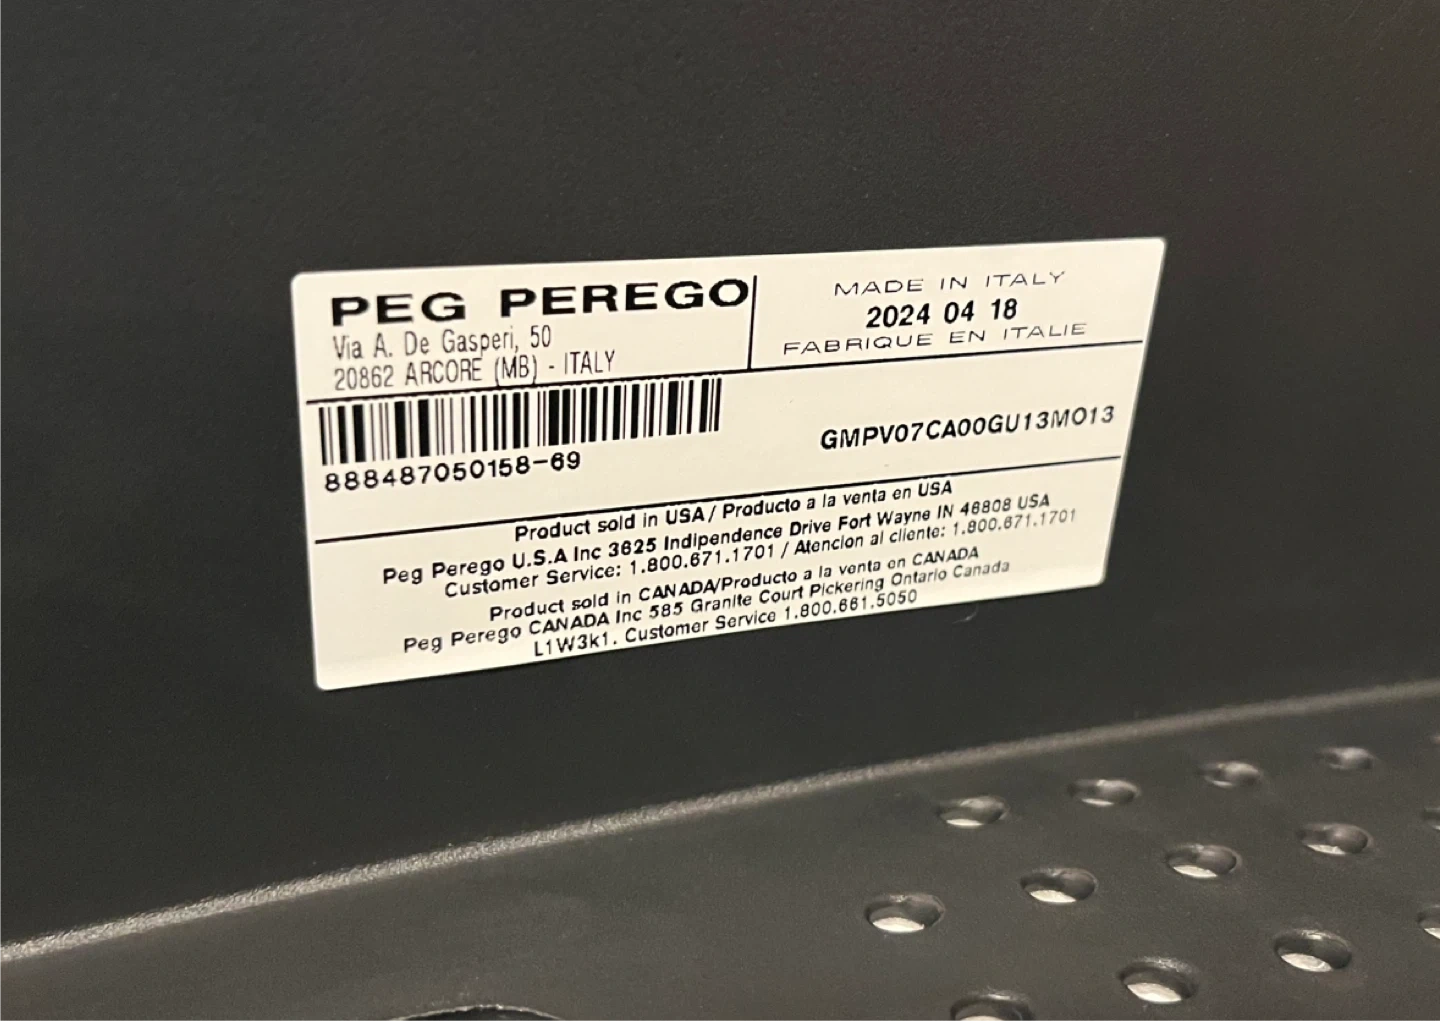 PEG PEREGO
Via A. De Gasperi, 50
20862 ARCORE (MB) - ITALY
MADE IN ITALY
2024 04 18
FABRIQUE EN ITALIE
888487050158-69
GMPV07CA00GU13MO13
Product sold in USA / Producto a la venta en USA
Peg Perego U.S.A Inc 3625 Indipendence Drive Fort Wayne IN 46808 USA
Customer Service: 1.800.671.1701 / Atencion al cliente: 1.800.671.1701
Product sold in CANADA/Producto a la venta en CANADA
Peg Perego CANADA Inc 585 Granite Court Pickering Ontario Canada
L1W3k1. Customer Service 1.800.661.5050